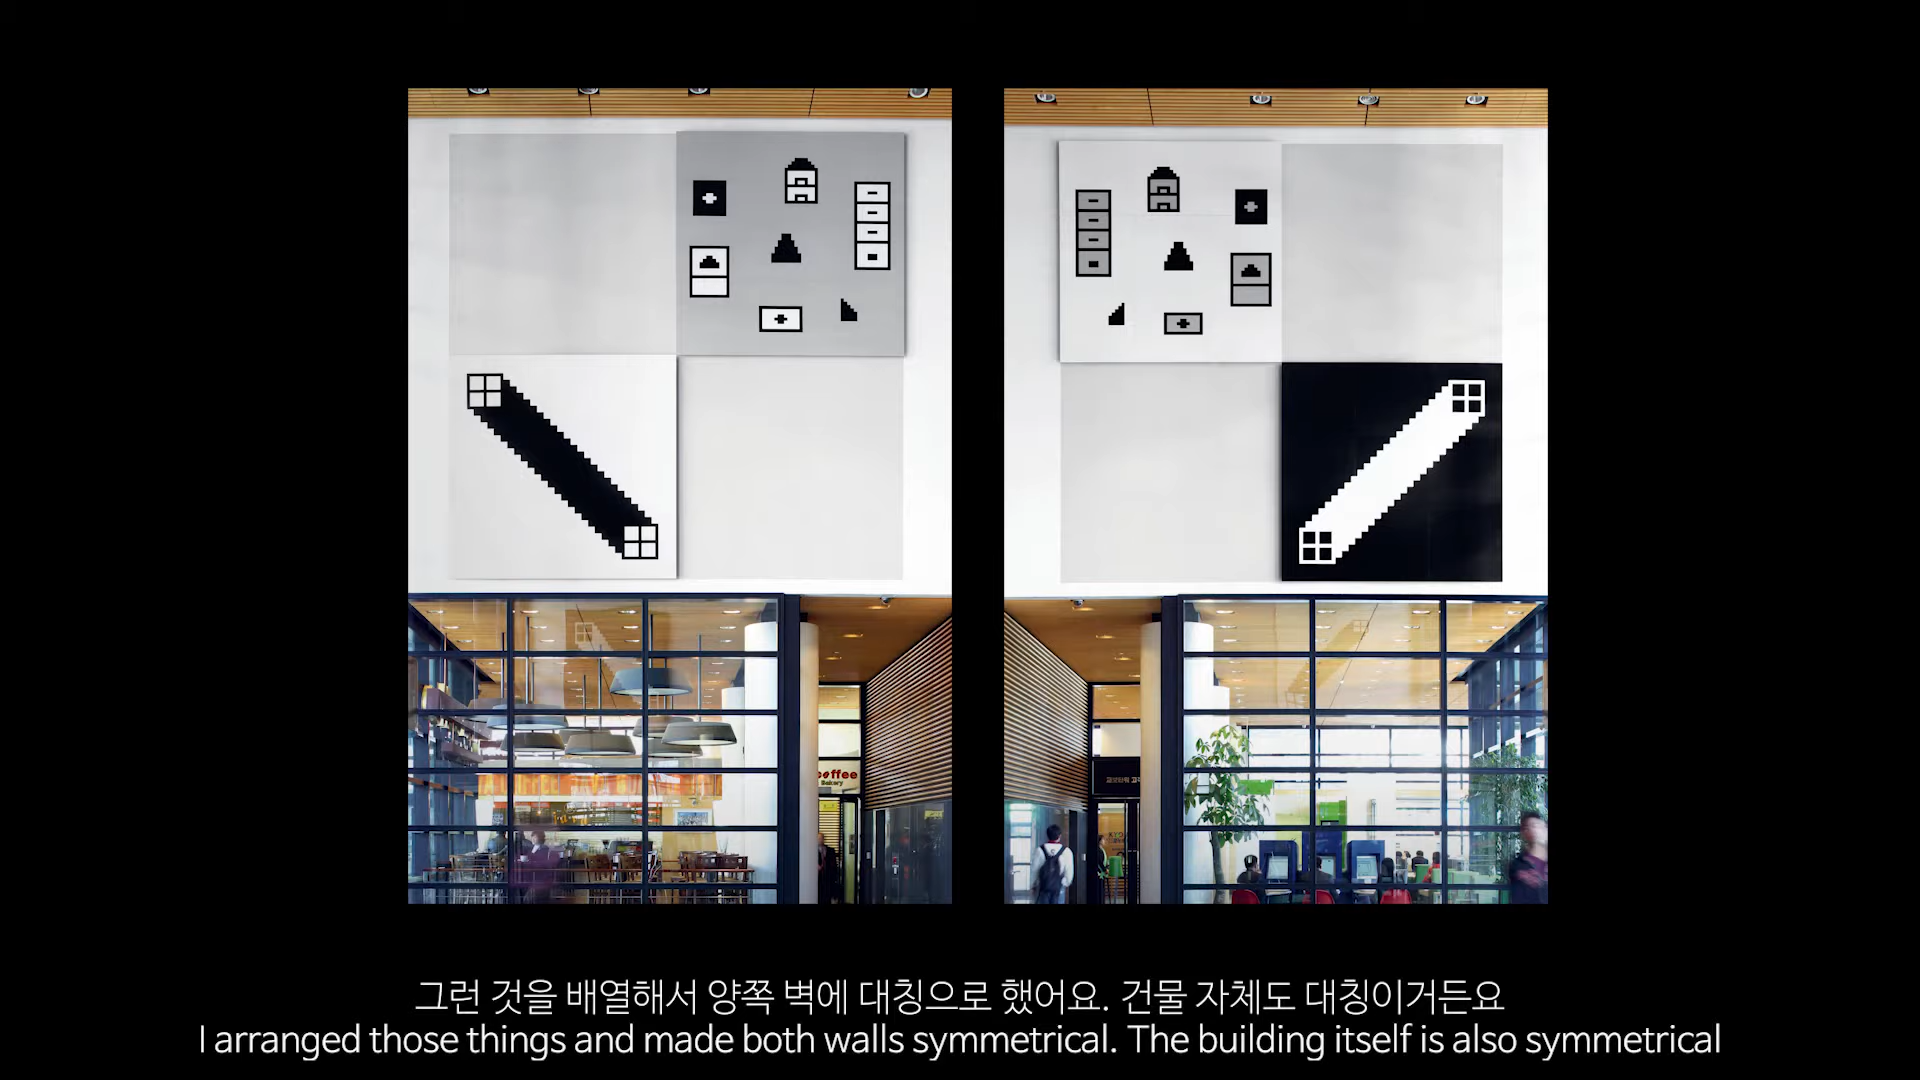 coffee
Bakery
그런 것을 배열해서 양쪽 벽에 대칭으로 했어요. 건물 자체도 대칭이거든요
I arranged those things and made both walls symmetrical. The building itself is also symmetrical